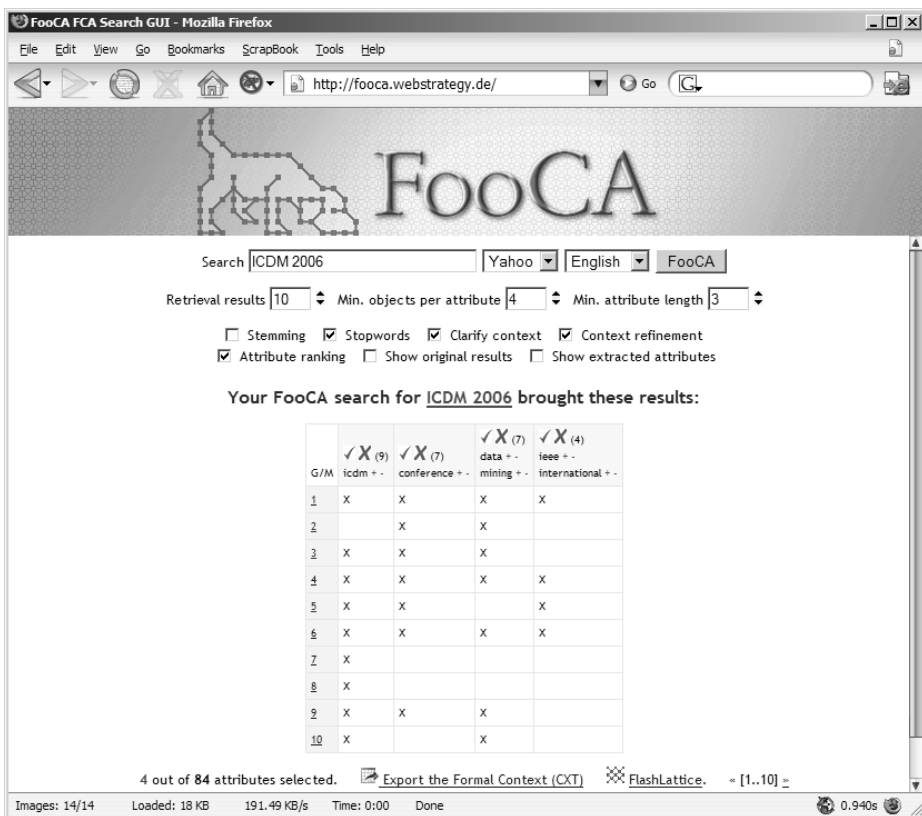 FooCA FCA Search GUI - Mozilla Firefox
File Edit View Go Bookmarks ScrapBook Tools Help
http://fooca.webstrategy.de/ Go G
FooCA
Search ICDM 2006 Yahoo English FooCA
Retrieval results 10 Min. objects per attribute 4 Min. attribute length 3
Stemming Stopwords Clarify context Context refinement
Attribute ranking Show original results Show extracted attributes
Your FooCA search for ICDM 2006 brought these results:
G/M ✓ X (9) icdm + - ✓ X (7) conference + - ✓ X (7) data + - mining + - ✓ X (4) ieee + - international + -
1 X X X X
2 X X
3 X X X
4 X X X X
5 X X X
6 X X X X
7 X
8 X
9 X X X
10 X X
4 out of 84 attributes selected. Export the Formal Context (CXT) FlashLattice. « [1..10] »
Images: 14/14 Loaded: 18 KB 191.49 KB/s Time: 0:00 Done 0.940s